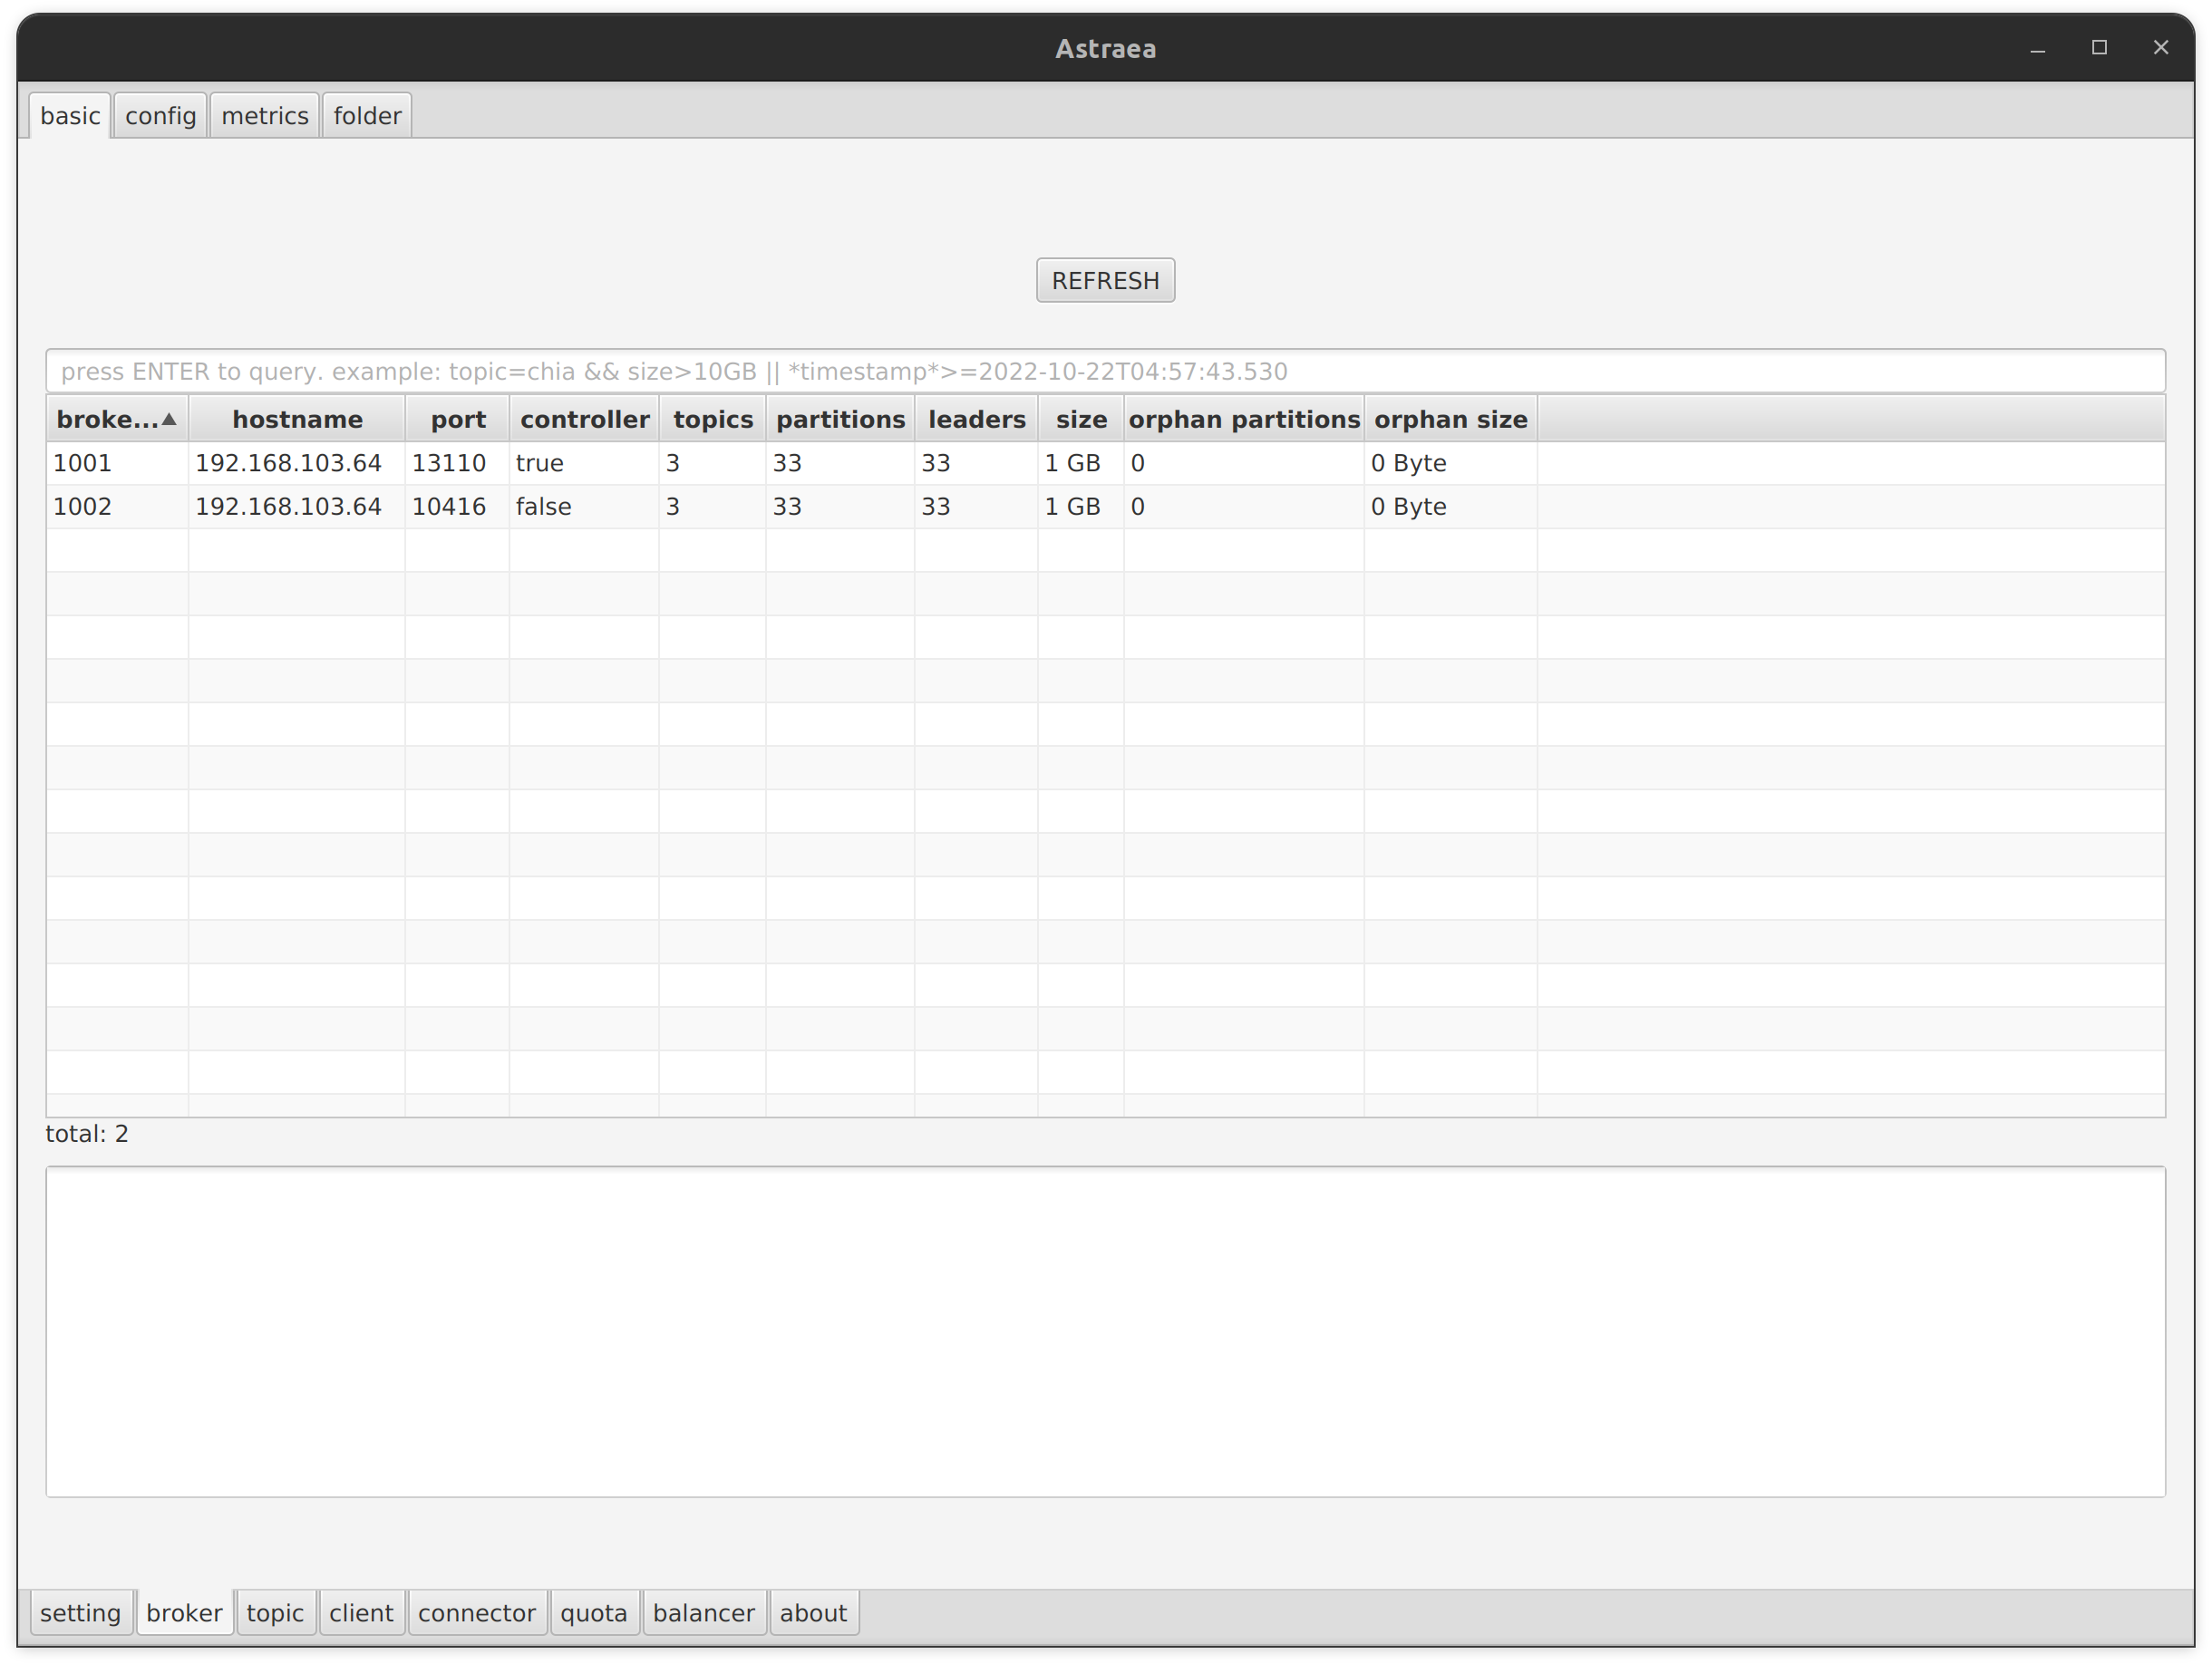 Astraea
basic config metrics folder
REFRESH
press ENTER to query. example: topic=chia && size>10GB || *timestamp*>=2022-10-22T04:57:43.530
broke... hostname port controller topics partitions leaders size orphan partitions orphan size
1001 192.168.103.64 13110 true 3 33 33 1 GB 0 0 Byte
1002 192.168.103.64 10416 false 3 33 33 1 GB 0 0 Byte
total: 2
setting broker topic client connector quota balancer about